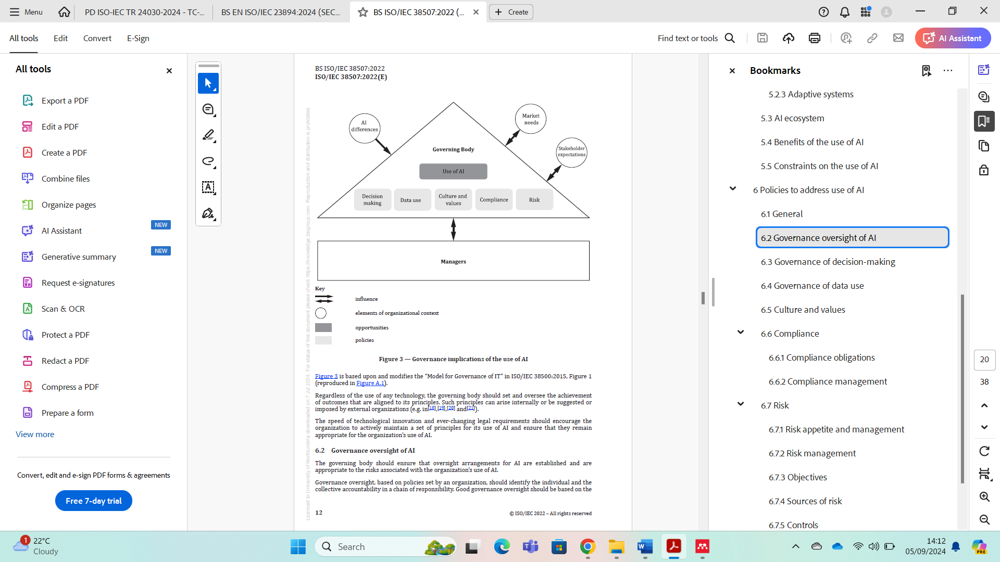 Menu
PD ISO-IEC TR 24030-2024 - TC-...
BS EN ISO/IEC 23894:2024 (SEC...
BS ISO/IEC 38507:2022 (...
Create
All tools
Edit
Convert
E-Sign
Find text or tools
AI Assistant
All tools
Export a PDF
Edit a PDF
Create a PDF
Combine files
Organize pages
AI Assistant
NEW
Generative summary
NEW
Request e-signatures
Scan & OCR
Protect a PDF
Redact a PDF
Compress a PDF
Prepare a form
View more
Convert, edit and e-sign PDF forms & agreements
Free 7-day trial
BS ISO/IEC 38507:2022
ISO/IEC 38507:2022(E)
Licenced to University of Northumbria downloaded on 7 Jul 2024. For status of this document please check https://knowledge.bsigroup.com. Reproduction and distribution is prohibited.
AI
differences
Market
needs
Stakeholder
expectations
Governing Body
Use of AI
Decision
making
Data use
Culture and
values
Compliance
Risk
Managers
Key
influence
elements of organizational context
opportunities
policies
Figure 3 — Governance implications of the use of AI
Figure 3 is based upon and modifies the “Model for Governance of IT” in ISO/IEC 38500:2015, Figure 1
(reproduced in Figure A.1).
Regardless of the use of any technology, the governing body should set and oversee the achievement
of outcomes that are aligned to its principles. Such principles can arise internally or be suggested or
imposed by external organizations (e.g. in[18],[19],[20] and[21]).
The speed of technological innovation and ever-changing legal requirements should encourage the
organization to actively maintain a set of principles for its use of AI and ensure that they remain
appropriate for the organization’s use of AI.
6.2 Governance oversight of AI
The governing body should ensure that oversight arrangements for AI are established and are
appropriate to the risks associated with the organization’s use of AI.
Governance oversight, based on policies set by an organization, should identify the individual and the
collective accountability in a chain of responsibility. Good governance oversight should be based on the
12
© ISO/IEC 2022 – All rights reserved
Bookmarks
5.2.3 Adaptive systems
5.3 AI ecosystem
5.4 Benefits of the use of AI
5.5 Constraints on the use of AI
6 Policies to address use of AI
6.1 General
6.2 Governance oversight of AI
6.3 Governance of decision-making
6.4 Governance of data use
6.5 Culture and values
6.6 Compliance
6.6.1 Compliance obligations
6.6.2 Compliance management
6.7 Risk
6.7.1 Risk appetite and management
6.7.2 Risk management
6.7.3 Objectives
6.7.4 Sources of risk
6.7.5 Controls
20
38
1
22°C
Cloudy
Search
14:12
05/09/2024
PRE